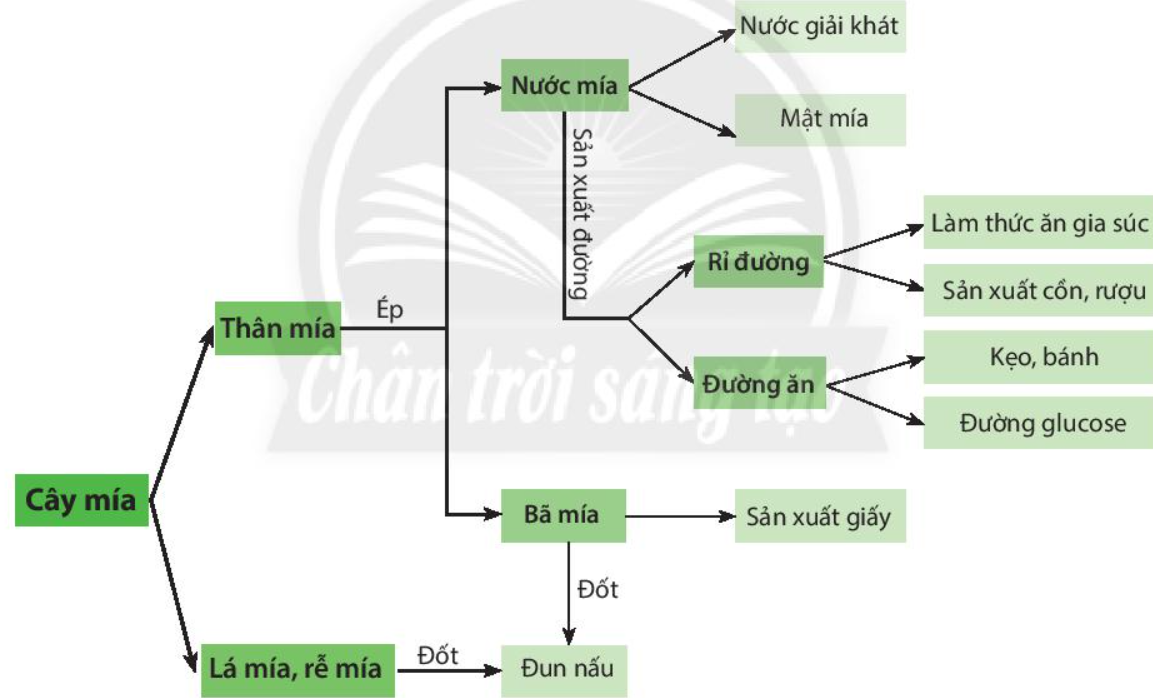 Nước giải khát
Nước mía
Mật mía
Sản xuất đường
Làm thức ăn gia súc
Rỉ đường
Sản xuất cồn, rượu
Thân mía
Ép
Kẹo, bánh
Đường ăn
Chân trời sáng tạo
Đường glucose
Cây mía
Bã mía
Sản xuất giấy
Đốt
Lá mía, rễ mía
Đốt
Đun nấu